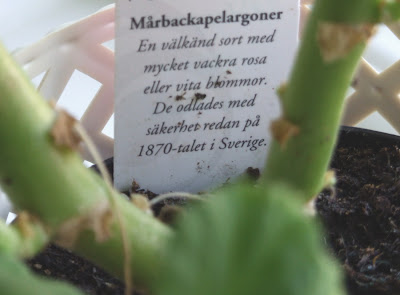 Mårbackapelargoner
En välkänd sort med
mycket vackra rosa
eller vita blommor.
De odlades med
säkerhet redan på
1870-talet i Sverige.